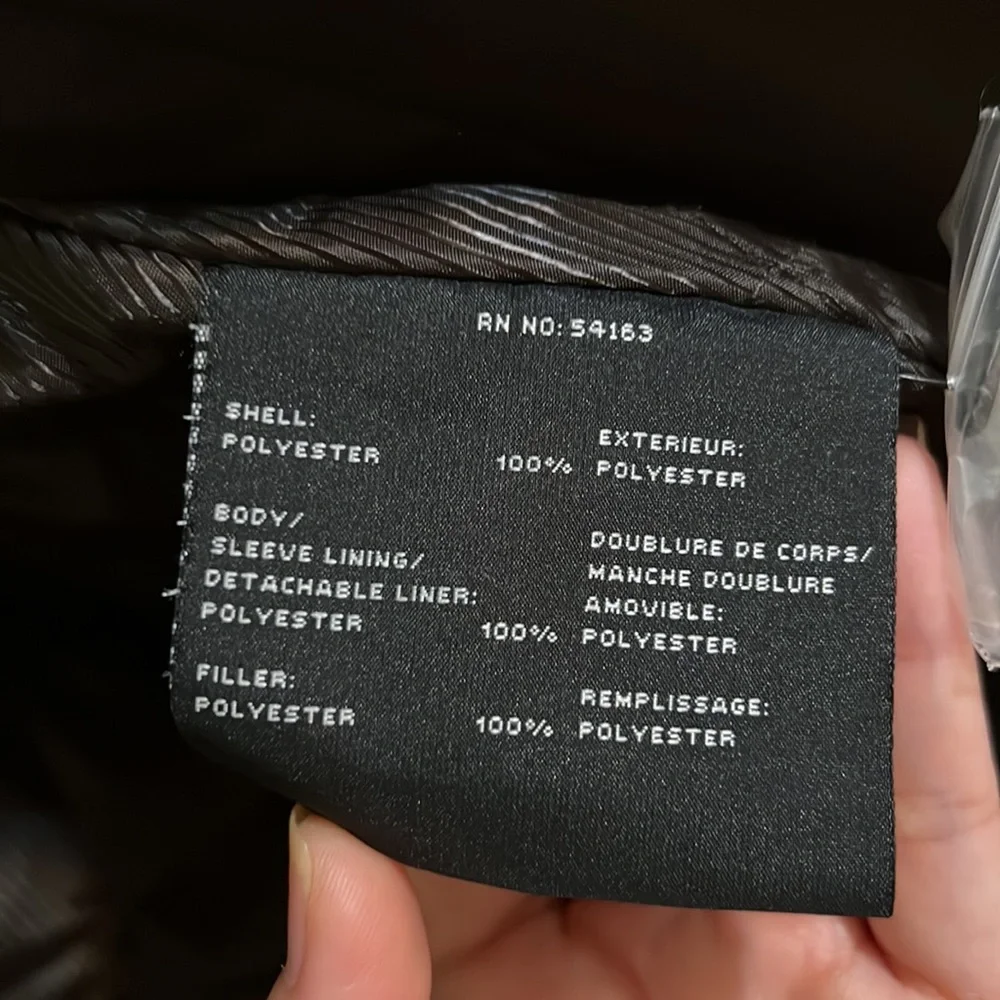 RN NO: 54163
SHELL:
POLYESTER 100%
BODY/
SLEEVE LINING/
DETACHABLE LINER:
POLYESTER 100%
FILLER:
POLYESTER 100%
EXTERIEUR:
POLYESTER
DOUBLURE DE CORPS/
MANCHE DOUBLURE
AMOVIBLE:
POLYESTER
REMPLISSAGE:
POLYESTER